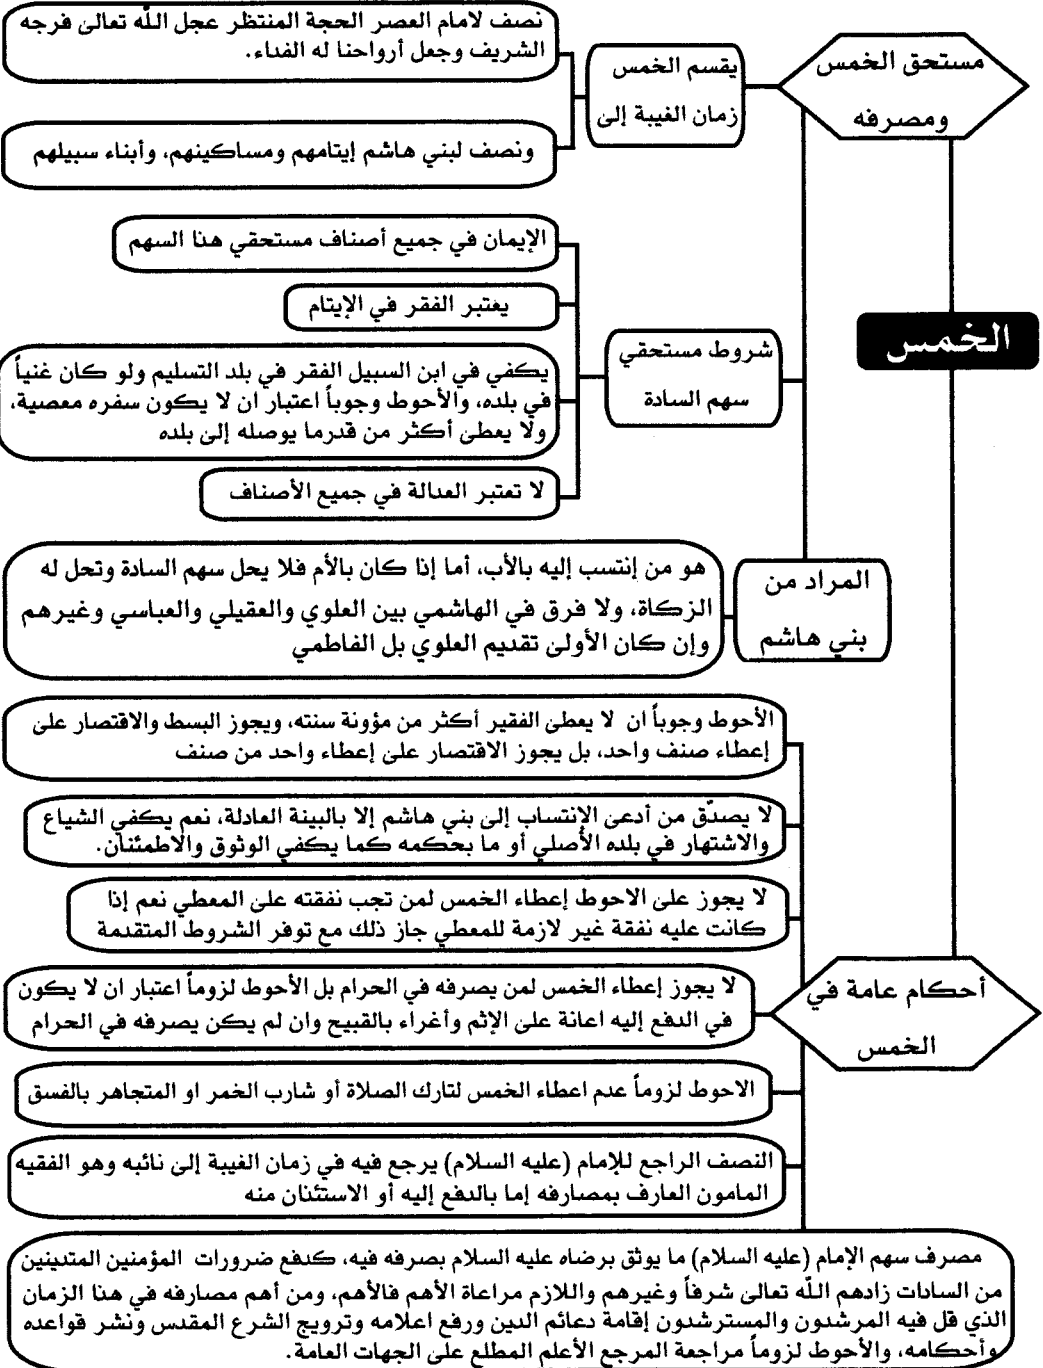 الخمس
مستحق الخمس
ومصرفه
يقسم الخمس
زمان الغيبة إلى
نصف لامام العصر الحجة المنتظر عجل الله تعالى فرجه
الشريف وجعل أرواحنا له الفداء.
ونصف لبني هاشم إيتامهم ومساكينهم، وأبناء سبيلهم
شروط مستحقي
سهم السادة
الإيمان في جميع أصناف مستحقي هذا السهم
يعتبر الفقر في الإيتام
يكفي في ابن السبيل الفقر في بلد التسليم ولو كان غنياً
في بلده، والأحوط وجوباً اعتبار ان لا يكون سفره معصية،
ولا يعطى أكثر من قدرما يوصله إلى بلده
لا تعتبر العدالة في جميع الأصناف
المراد من
بني هاشم
هو من إنتسب إليه بالأب، أما إذا كان بالأم فلا يحل سهم السادة وتحل له
الزكاة، ولا فرق في الهاشمي بين العلوي والعقيلي والعباسي وغيرهم
وإن كان الأولى تقديم العلوي بل الفاطمي
أحكام عامة في
الخمس
الأحوط وجوباً ان لا يعطى الفقير أكثر من مؤونة سنته، ويجوز البسط والاقتصار على
إعطاء صنف واحد، بل يجوز الاقتصار على إعطاء واحد من صنف
لا يصدّق من أدعى الإنتساب إلى بني هاشم إلا بالبينة العادلة، نعم يكفي الشياع
والاشتهار في بلده الأصلي أو ما بحكمه كما يكفي الوثوق والاطمئنان.
لا يجوز على الاحوط إعطاء الخمس لمن تجب نفقته على المعطي نعم إذا
كانت عليه نفقة غير لازمة للمعطي جاز ذلك مع توفر الشروط المتقدمة
لا يجوز إعطاء الخمس لمن يصرفه في الحرام بل الأحوط لزوماً اعتبار ان لا يكون
في الدفع إليه اعانة على الإثم وأغراء بالقبيح وان لم يكن يصرفه في الحرام
الاحوط لزوماً عدم اعطاء الخمس لتارك الصلاة أو شارب الخمر او المتجاهر بالفسق
النصف الراجع للإمام (عليه السلام) يرجع فيه في زمان الغيبة إلى نائبه وهو الفقيه
المامون العارف بمصارفه إما بالدفع إليه أو الاستئذان منه
مصرف سهم الإمام (عليه السلام) ما يوثق برضاه عليه السلام بصرفه فيه، كدفع ضرورات المؤمنين المتدينين
من السادات زادهم الله تعالى شرفاً وغيرهم واللازم مراعاة الأهم فالأهم، ومن أهم مصارفه في هذا الزمان
الذي قل فيه المرشدون والمسترشدون إقامة دعائم الدين ورفع اعلامه وترويج الشرع المقدس ونشر قواعده
وأحكامه، والأحوط لزوماً مراجعة المرجع الأعلم المطلع على الجهات العامة.